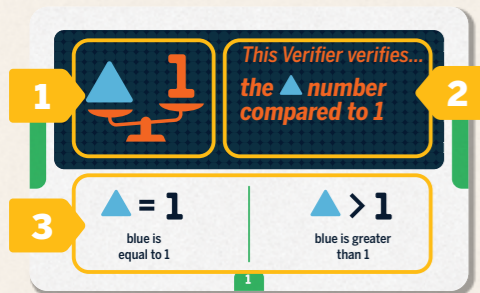 1
1
This Verifier verifies...
the ▲ number
compared to 1
2
3
▲ = 1
blue is
equal to 1
▲ > 1
blue is greater
than 1
1